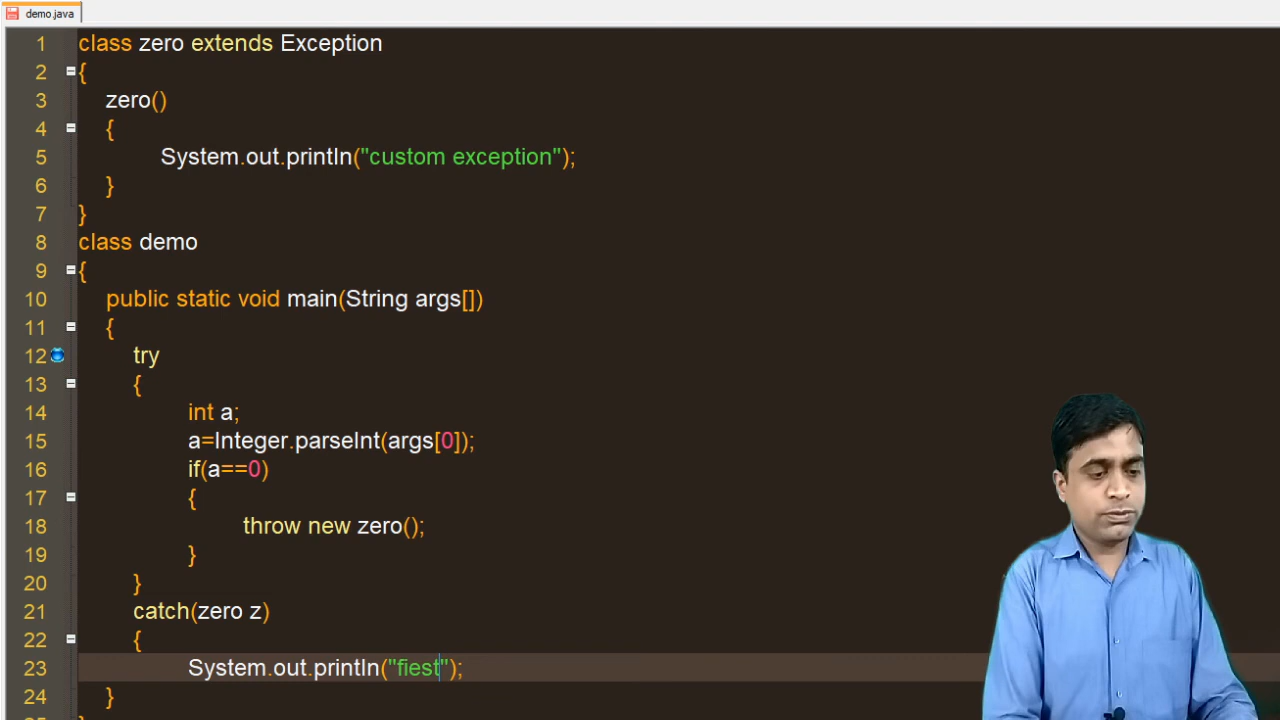 demo.java
1 class zero extends Exception
2 {
3 zero()
4 {
5 System.out.println("custom exception");
6 }
7 }
8 class demo
9 {
10 public static void main(String args[])
11 {
12 try
13 {
14 int a;
15 a=Integer.parseInt(args[0]);
16 if(a==0)
17 {
18 throw new zero();
19 }
20 }
21 catch(zero z)
22 {
23 System.out.println("fiest");
24 }